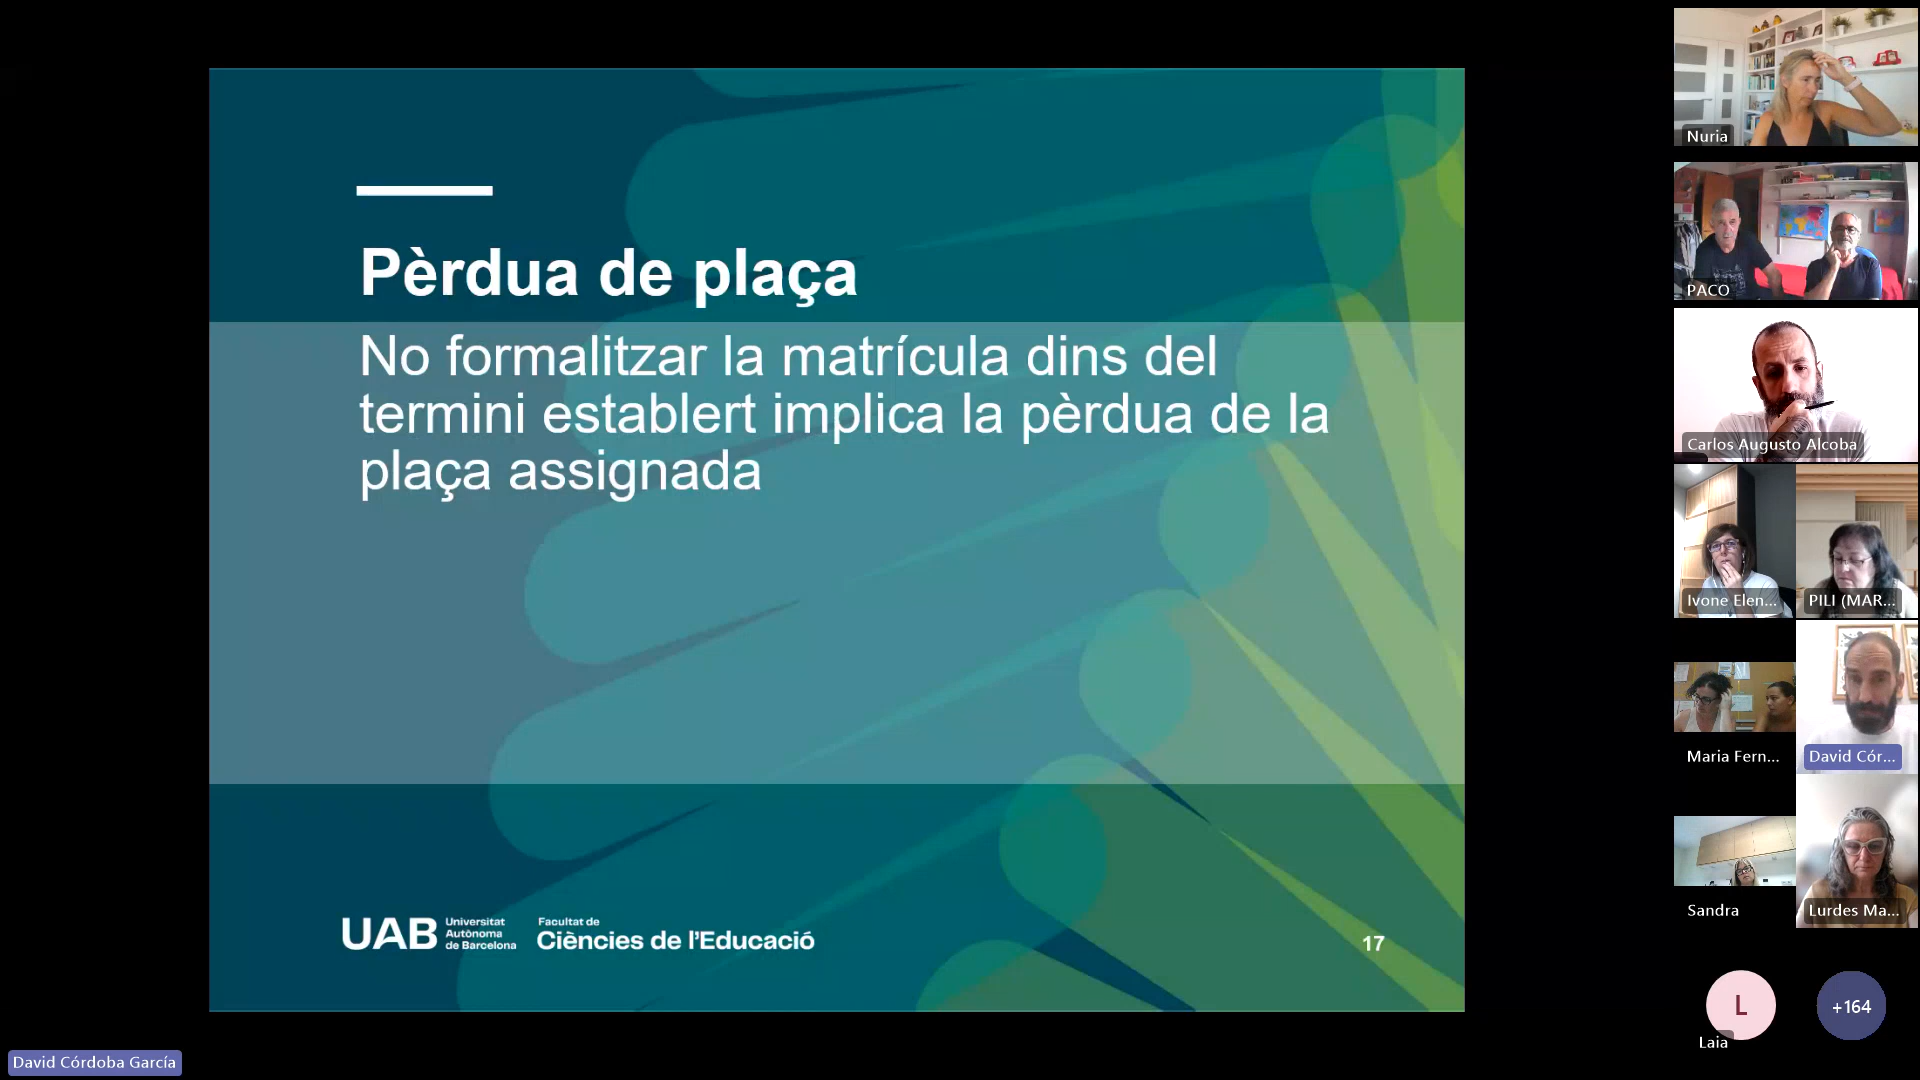 Pèrdua de plaça
No formalitzar la matrícula dins del
termini establert implica la pèrdua de la
plaça assignada
UAB
Universitat
Autònoma
de Barcelona
Facultat de
Ciències de l'Educació
17
David Córdoba García
Nuria
PACO
Carlos Augusto Alcoba
Ivone Elen...
PILI (MAR...
Maria Fern...
David Cór...
Sandra
Lurdes Ma...
L
Laia
+164